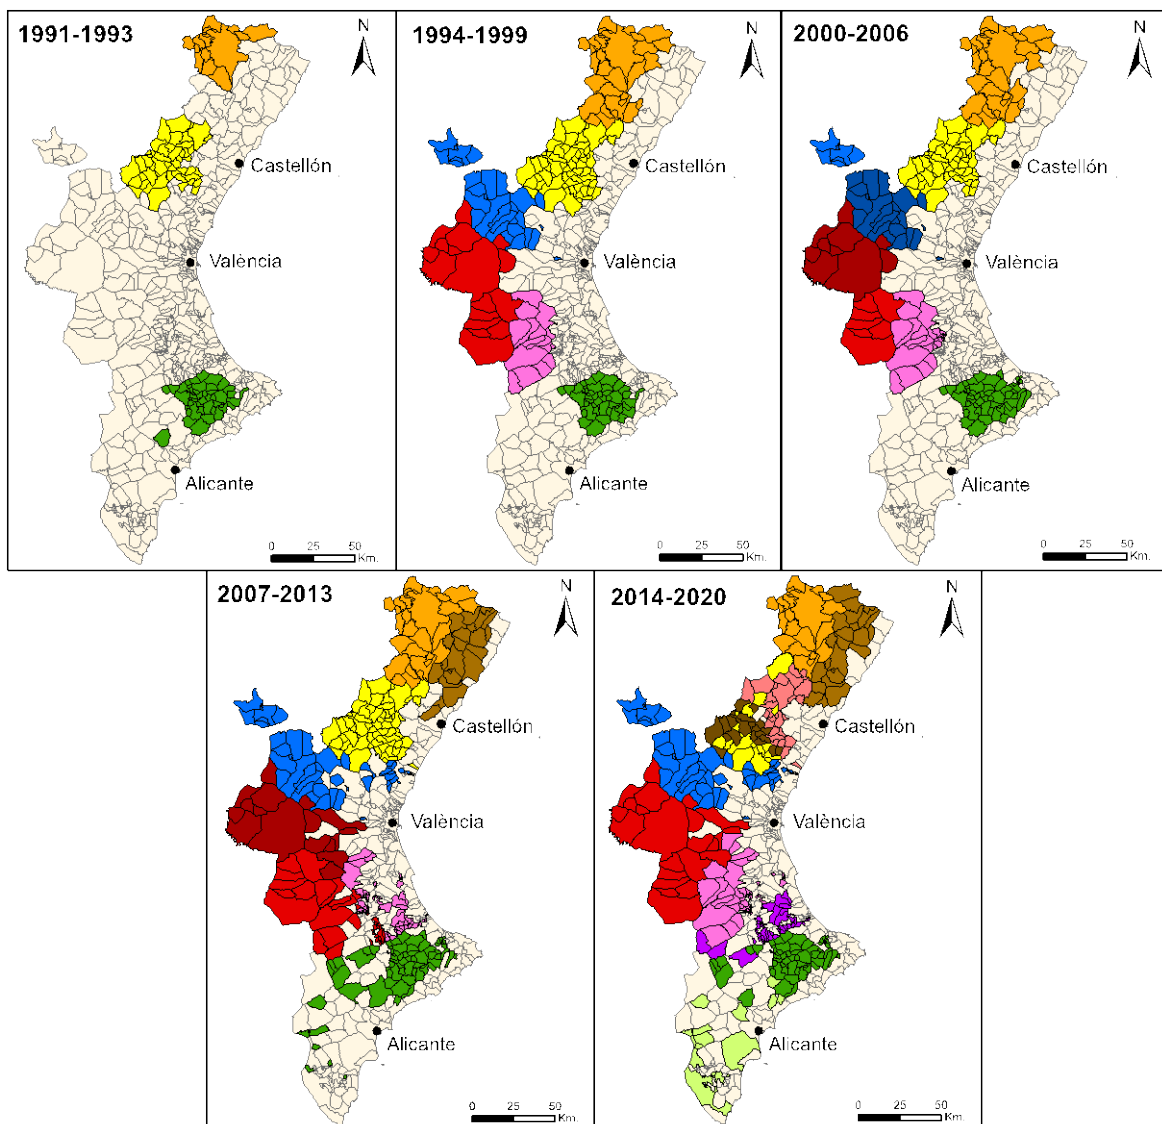 1991-1993
N
Castellón
València
Alicante
0 25 50
Km.
1994-1999
N
Castellón
València
Alicante
0 25 50
Km.
2000-2006
N
Castellón
València
Alicante
0 25 50
Km.
2007-2013
N
Castellón
València
Alicante
0 25 50
Km.
2014-2020
N
Castellón
València
Alicante
0 25 50
Km.